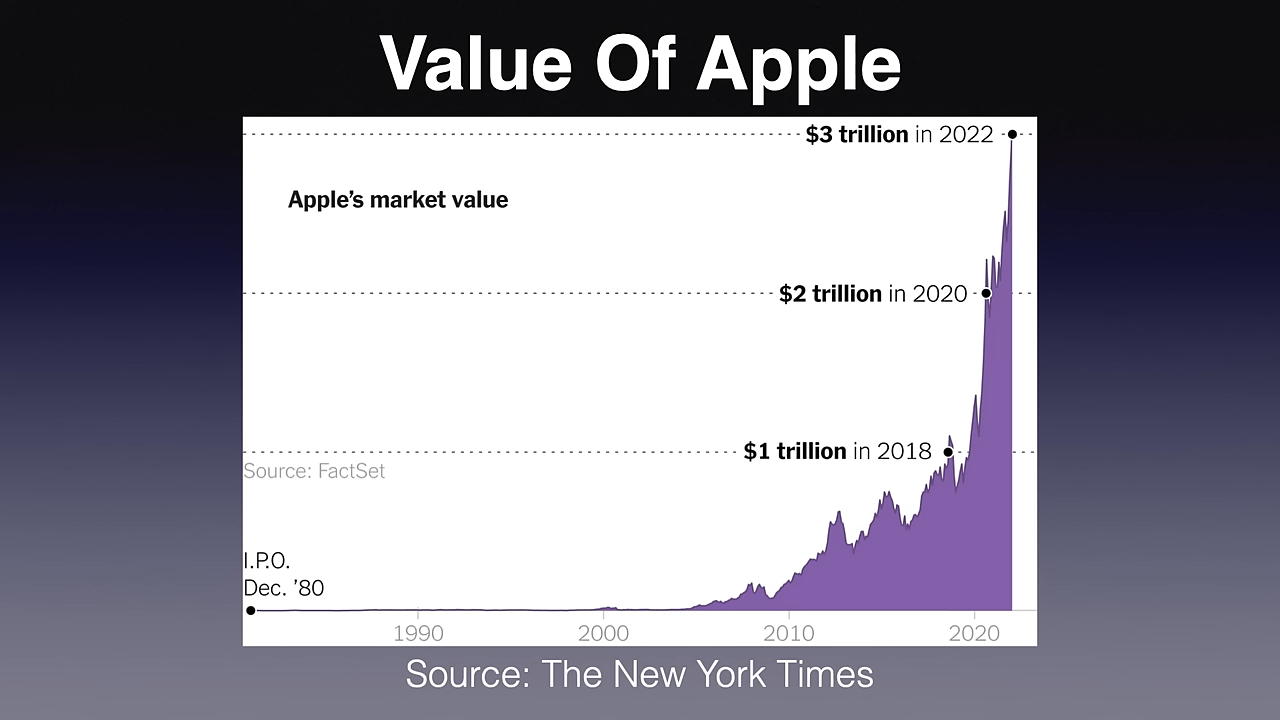 Value Of Apple
$3 trillion in 2022
Apple’s market value
$2 trillion in 2020
$1 trillion in 2018
Source: FactSet
I.P.O.
Dec. ’80
1990 2000 2010 2020
Source: The New York Times